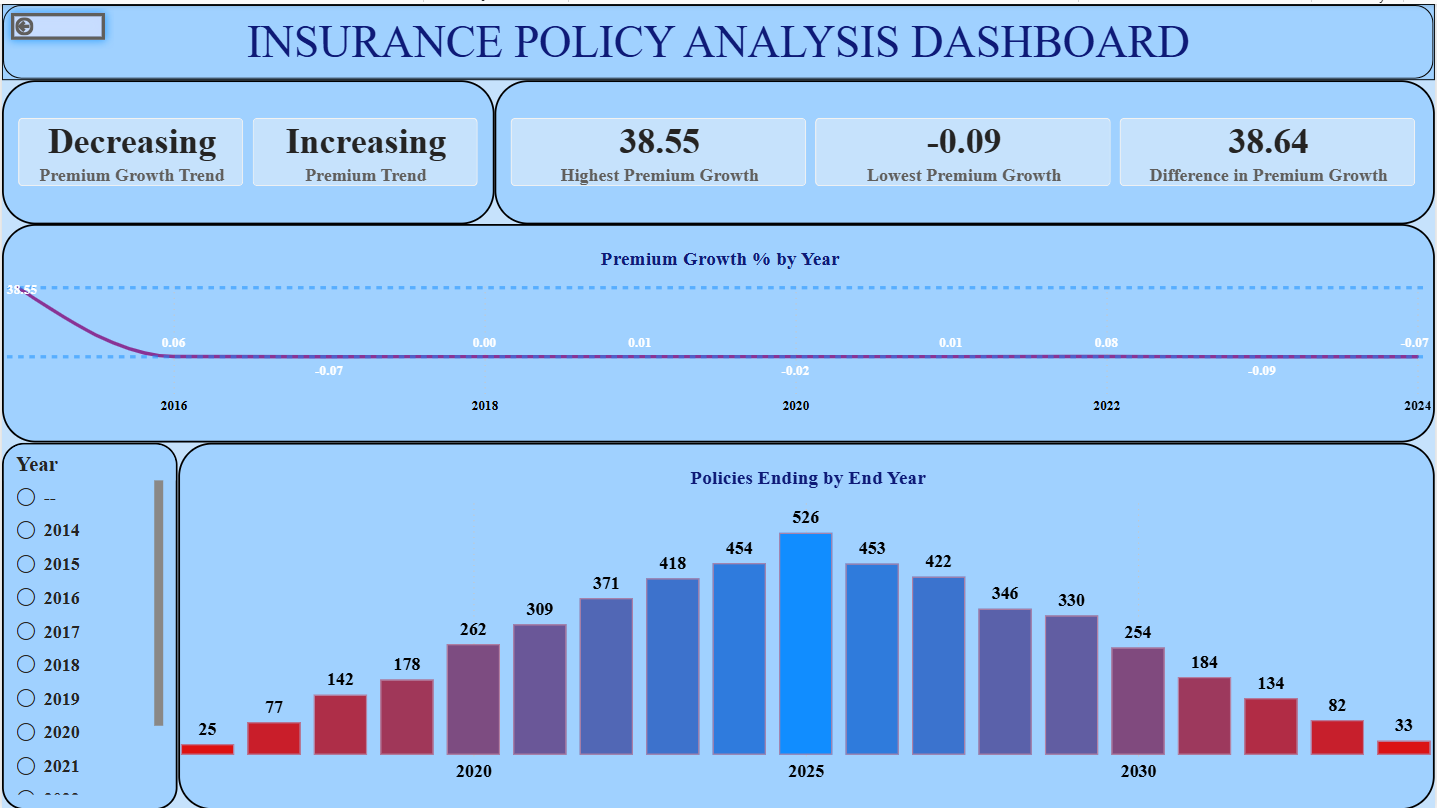 INSURANCE POLICY ANALYSIS DASHBOARD
Decreasing
Premium Growth Trend
Increasing
Premium Trend
38.55
Highest Premium Growth
-0.09
Lowest Premium Growth
38.64
Difference in Premium Growth
Premium Growth % by Year
38.55
0.06
-0.07
0.00
0.01
-0.02
0.01
0.08
-0.09
-0.07
2016 2018 2020 2022 2024
Year
--
2014
2015
2016
2017
2018
2019
2020
2021
Policies Ending by End Year
25 77 142 178 262 309 371 418 454 526 453 422 346 330 254 184 134 82 33
2020 2025 2030